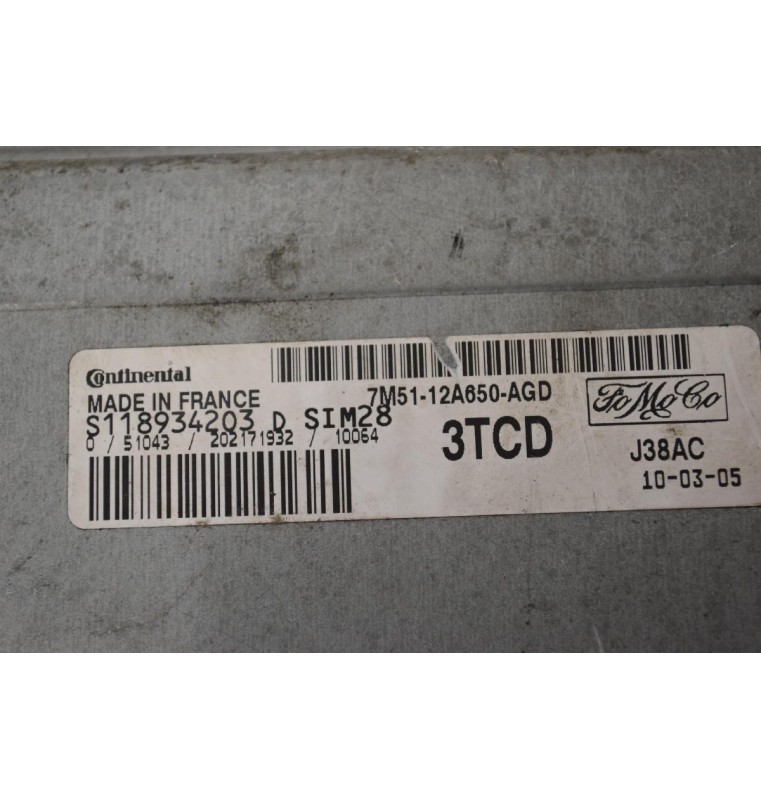 Continental
MADE IN FRANCE
7M51-12A650-AGD
FoMoCo
S118934203 D SIM28
0 / 51043 / 202171932 / 10064
3TCD
J38AC
10-03-05